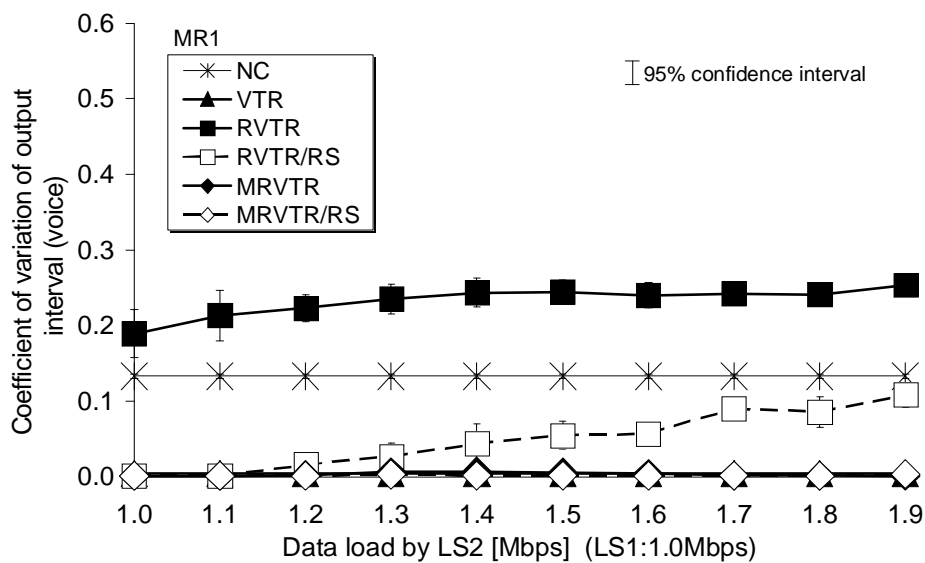 0.6
0.5
0.4
0.3
0.2
0.1
0.0
Coefficient of variation of output
interval (voice)
MR1
NC
VTR
RVTR
RVTR/RS
MRVTR
MRVTR/RS
95% confidence interval
1.0 1.1 1.2 1.3 1.4 1.5 1.6 1.7 1.8 1.9
Data load by LS2 [Mbps] (LS1:1.0Mbps)